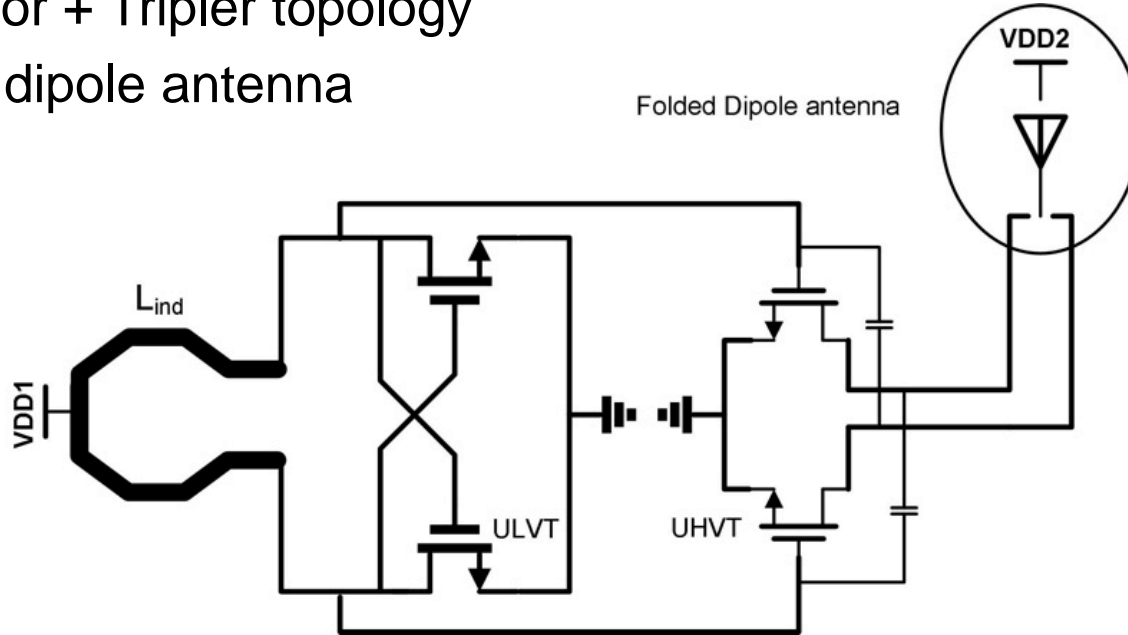 or + Tripler topology
dipole antenna
VDD2
Folded Dipole antenna
Lind
VDD1
ULVT
UHVT